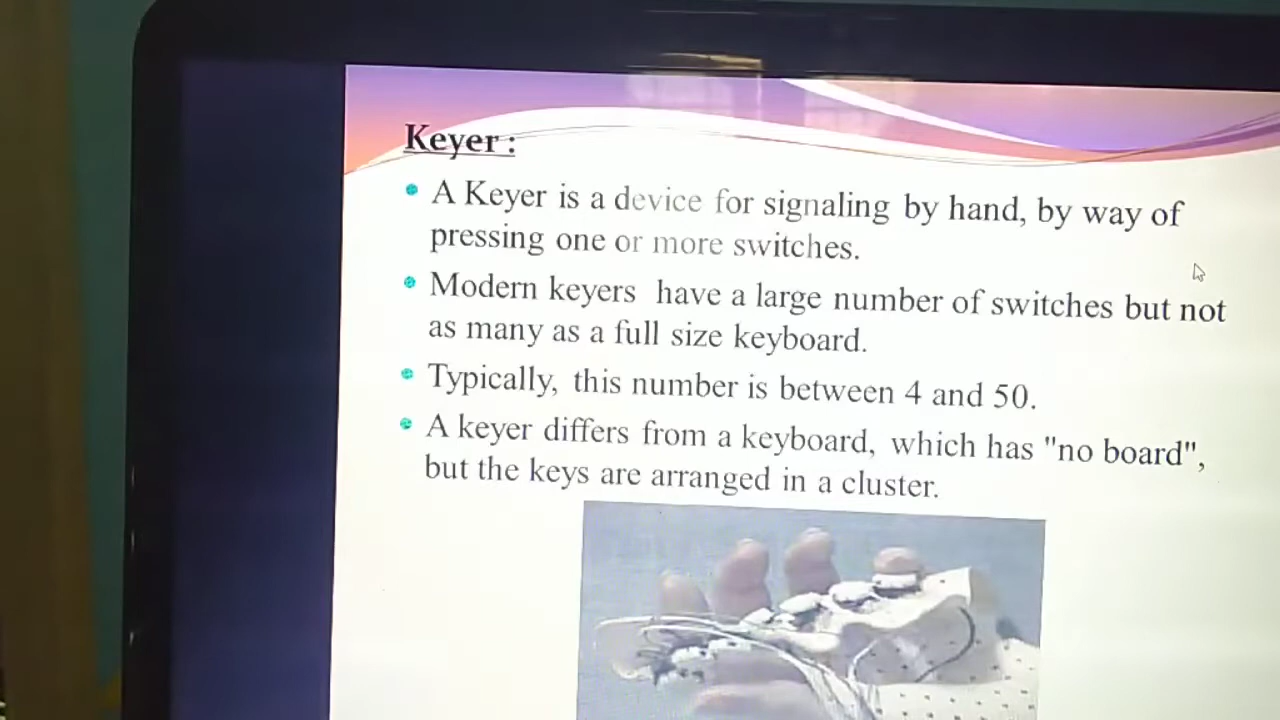 Keyer :
A Keyer is a device for signaling by hand, by way of
pressing one or more switches.
Modern keyers have a large number of switches but not
as many as a full size keyboard.
Typically, this number is between 4 and 50.
A keyer differs from a keyboard, which has "no board",
but the keys are arranged in a cluster.